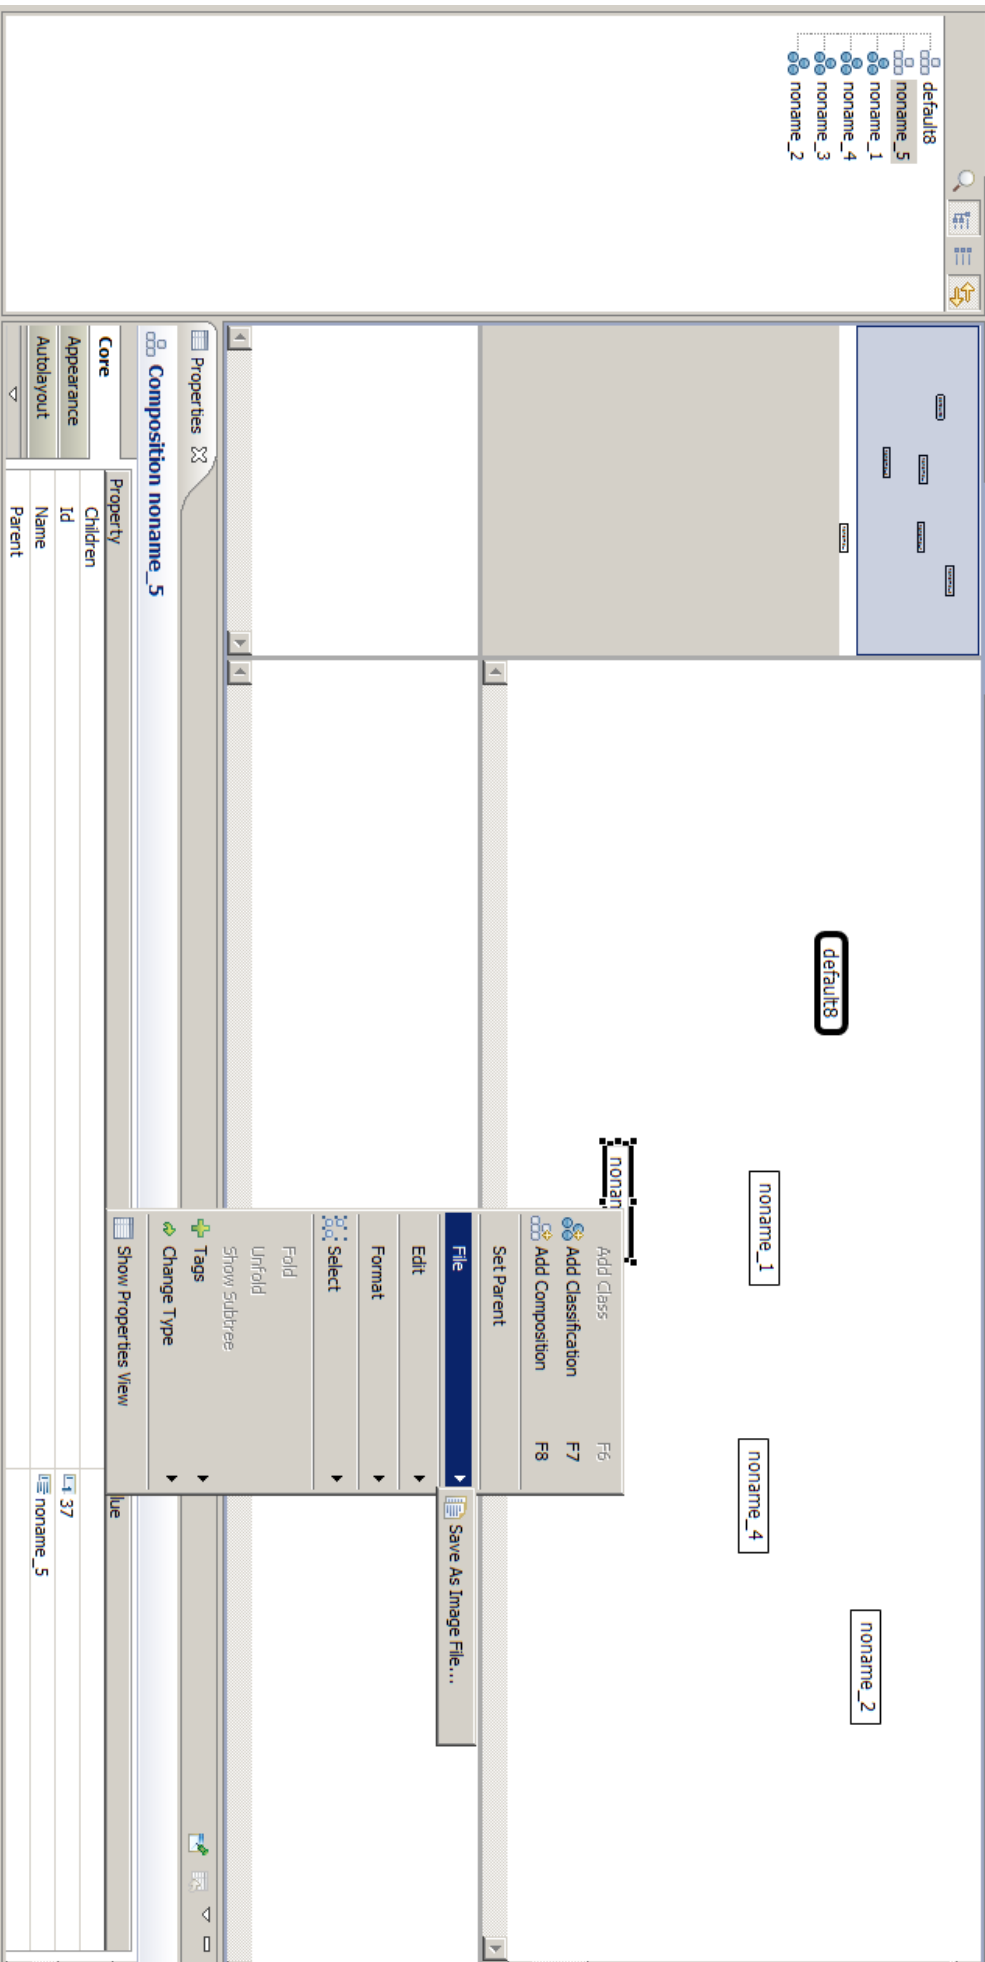 default8
noname_5
noname_1
noname_4
noname_3
noname_2
default8
noname_1
noname_4
noname_2
nonan
Add Class F6
Add Classification F7
Add Composition F8
Set Parent
File
Save As Image File...
Edit
Format
Select
Fold
Unfold
Show Subtree
Tags
Change Type
Show Properties View
Properties
Composition noname_5
Core
Appearance
Autolayout
Property lue
Children
Id 37
Name noname_5
Parent